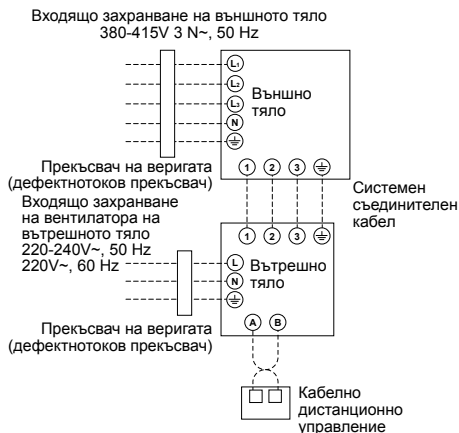 Входящо захранване на външното тяло
380-415V 3 N~, 50 Hz
L1
L2
L3
N
Външно
тяло
1 2 3
Прекъсвач на веригата
(дефектнотоков прекъсвач)
Системен
съединителен
кабел
Входящо захранване
на вентилатора на
вътрешното тяло
220-240V~, 50 Hz
220V~, 60 Hz
1 2 3
L
N
Вътрешно
тяло
A B
Прекъсвач на веригата
(дефектнотоков прекъсвач)
Кабелно
дистанционно
управление